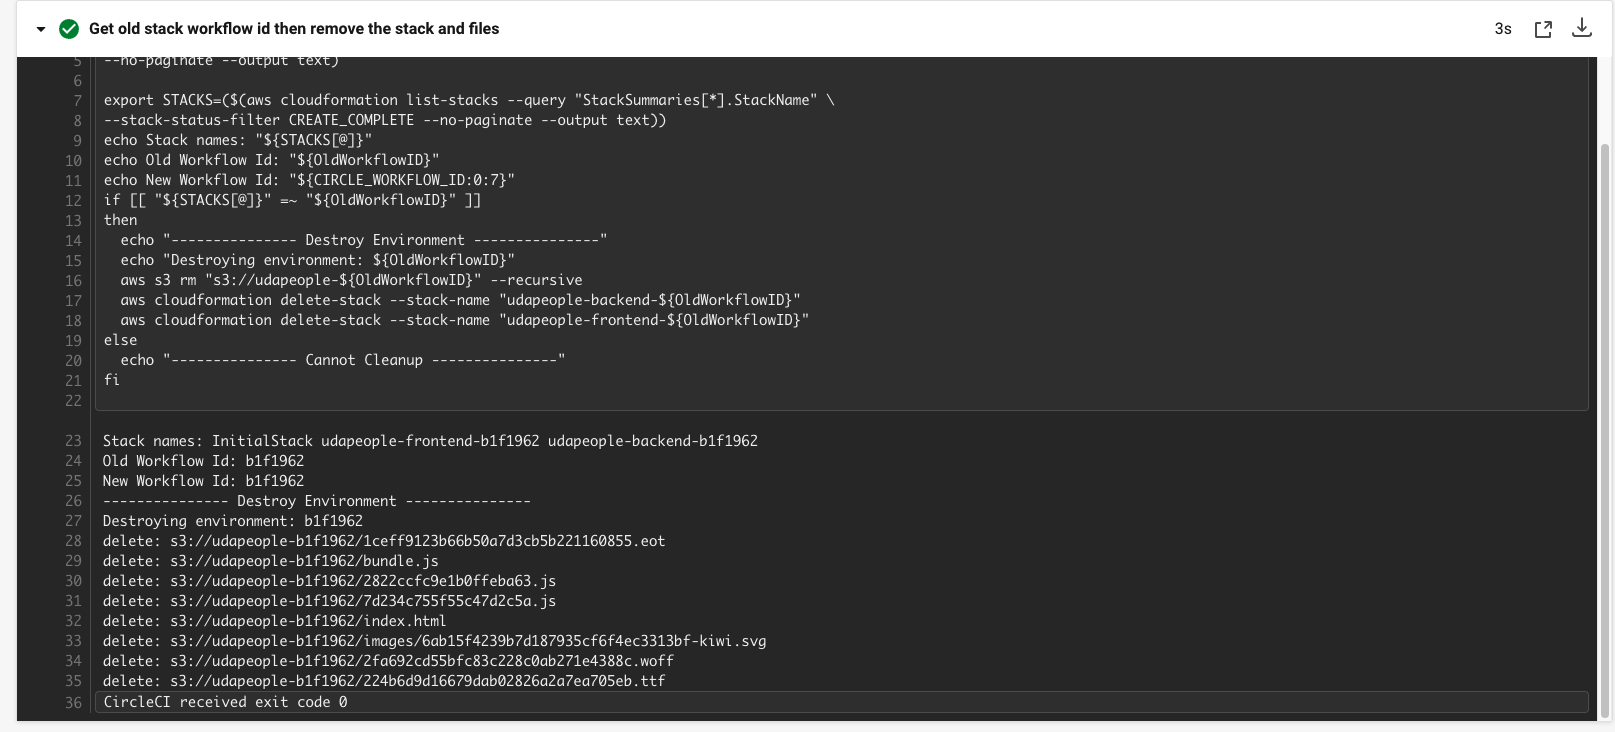 Get old stack workflow id then remove the stack and files
3s
5 --no-paginate --output text)
6
7 export STACKS=($(aws cloudformation list-stacks --query "StackSummaries[*].StackName" \
8 --stack-status-filter CREATE_COMPLETE --no-paginate --output text))
9 echo Stack names: "${STACKS[@]}"
10 echo Old Workflow Id: "${OldWorkflowID}"
11 echo New Workflow Id: "${CIRCLE_WORKFLOW_ID:0:7}"
12 if [[ "${STACKS[@]}" =~ "${OldWorkflowID}" ]]
13 then
14   echo "--------------- Destroy Environment ---------------"
15   echo "Destroying environment: ${OldWorkflowID}"
16   aws s3 rm "s3://udapeople-${OldWorkflowID}" --recursive
17   aws cloudformation delete-stack --stack-name "udapeople-backend-${OldWorkflowID}"
18   aws cloudformation delete-stack --stack-name "udapeople-frontend-${OldWorkflowID}"
19 else
20   echo "--------------- Cannot Cleanup ---------------"
21 fi
22
23 Stack names: InitialStack udapeople-frontend-b1f1962 udapeople-backend-b1f1962
24 Old Workflow Id: b1f1962
25 New Workflow Id: b1f1962
26 --------------- Destroy Environment ---------------
27 Destroying environment: b1f1962
28 delete: s3://udapeople-b1f1962/1ceff9123b66b50a7d3cb5b221160855.eot
29 delete: s3://udapeople-b1f1962/bundle.js
30 delete: s3://udapeople-b1f1962/2822ccfc9e1b0ffeba63.js
31 delete: s3://udapeople-b1f1962/7d234c755f55c47d2c5a.js
32 delete: s3://udapeople-b1f1962/index.html
33 delete: s3://udapeople-b1f1962/images/6ab15f4239b7d187935cf6f4ec3313bf-kiwi.svg
34 delete: s3://udapeople-b1f1962/2fa692cd55bfc83c228c0ab271e4388c.woff
35 delete: s3://udapeople-b1f1962/224b6d9d16679dab02826a2a7ea705eb.ttf
36 CircleCI received exit code 0